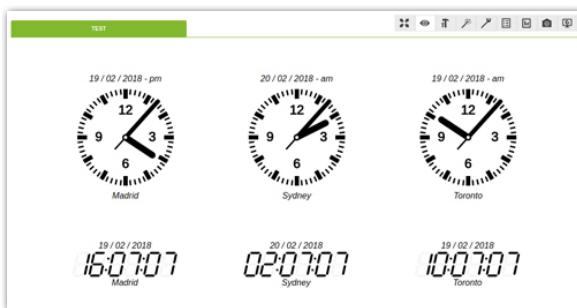 TEST
19 / 02 / 2018 - pm
20 / 02 / 2018 - am
19 / 02 / 2018 - am
12
9 3
6
12
9 3
6
12
9 3
6
Madrid
Sydney
Toronto
19 / 02 / 2018
20 / 02 / 2018
19 / 02 / 2018
16:07:07
02:07:07
10:07:07
Madrid
Sydney
Toronto